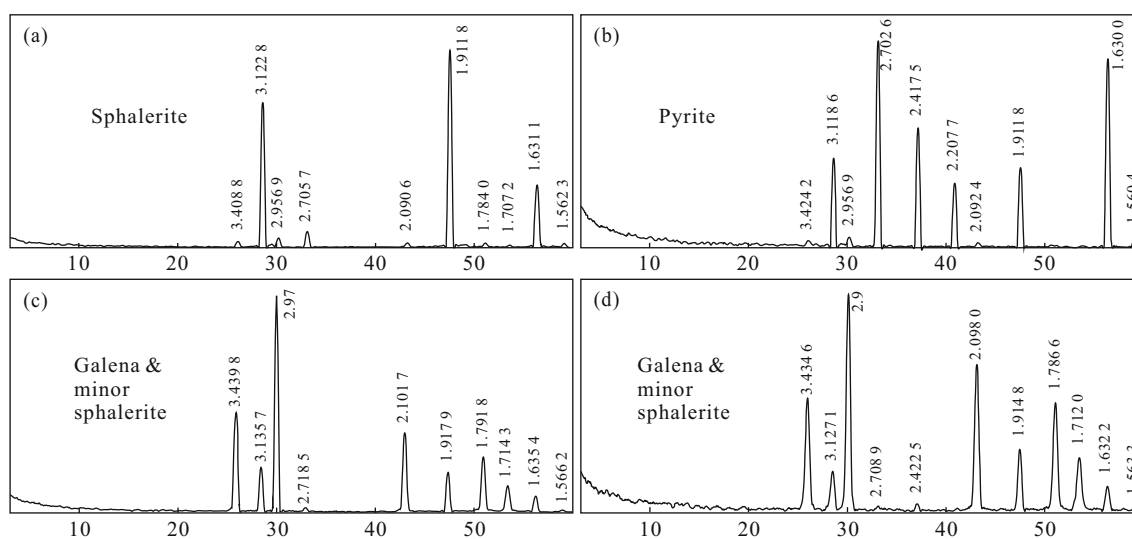 (a)
Sphalerite
3.408 8
3.122 8
2.956 9
2.705 7
2.090 6
1.911 8
1.784 0
1.707 2
1.631 1
1.562 3
10 20 30 40 50
(b)
Pyrite
3.424 2
3.118 6
2.956 9
2.702 6
2.417 5
2.207 7
2.092 4
1.911 8
1.630 0
10 20 30 40 50
(c)
Galena &
minor
sphalerite
3.439 8
3.135 7
2.97
2.718 5
2.101 7
1.917 9
1.791 8
1.714 3
1.635 4
1.566 2
10 20 30 40 50
(d)
Galena &
minor
sphalerite
3.434 6
3.127 1
2.9
2.708 9
2.422 5
2.098 0
1.914 8
1.786 6
1.712 0
1.632 2
10 20 30 40 50